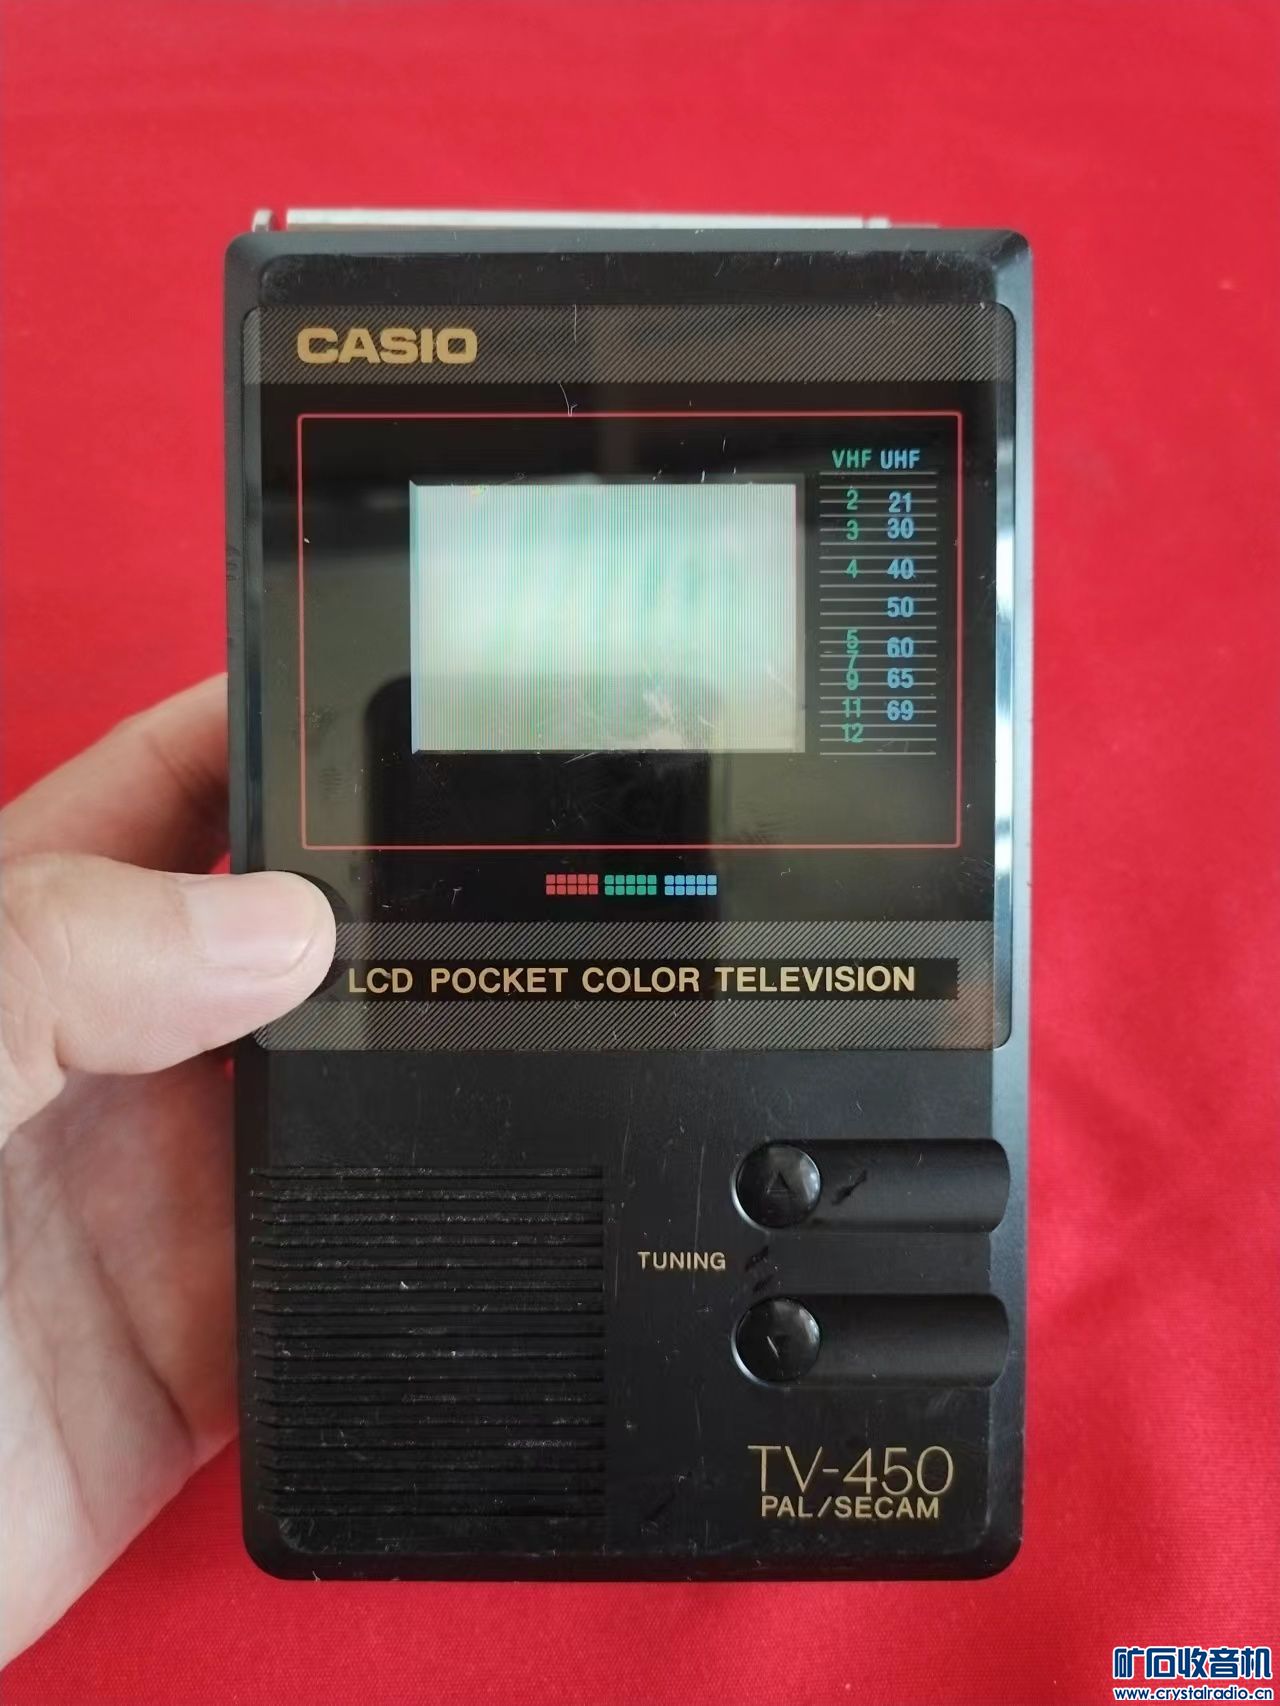 CASIO
VHF UHF
2 21
3 30
4 40
50
5 60
7
9 65
11 69
12
LCD POCKET COLOR TELEVISION
TUNING
TV-450
PAL/SECAM
矿石收音机
www.crystalradio.cn